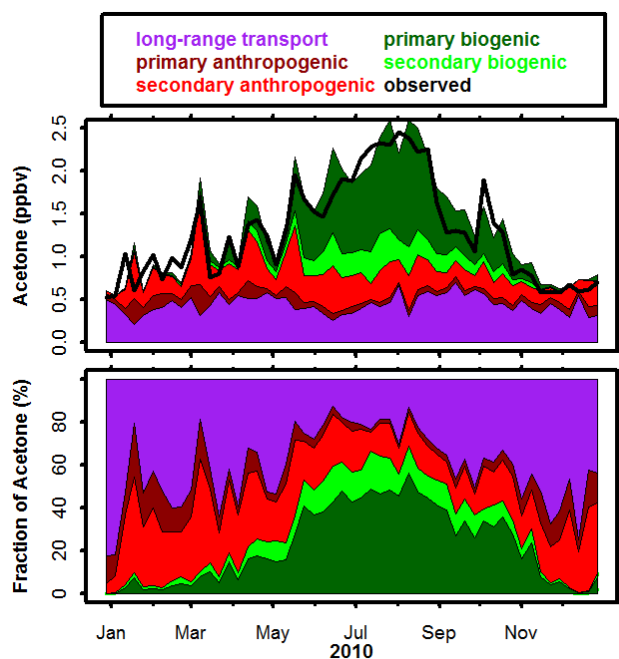 long-range transport primary biogenic
primary anthropogenic secondary biogenic
secondary anthropogenic observed
Acetone (ppbv)
2.5
2.0
1.5
1.0
0.5
0.0
Fraction of Acetone (%)
80
60
40
20
0
Jan Mar May Jul Sep Nov
2010